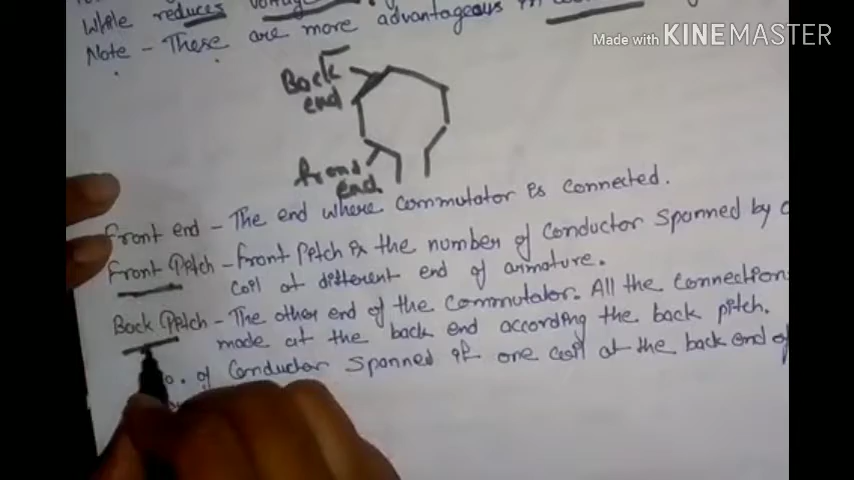 While reduces
Made with KINEMASTER
Note - These are more advantageous in
Back
end
front
end
Front end - The end where commutator is connected.
Front Pitch - Front Pitch is the number of Conductor Spanned by
coil at different end of armature.
Back Pitch - The other end of the commutator. All the connection
made at the back end according the back pitch.
of Conductor Spanned of one coil at the back end of